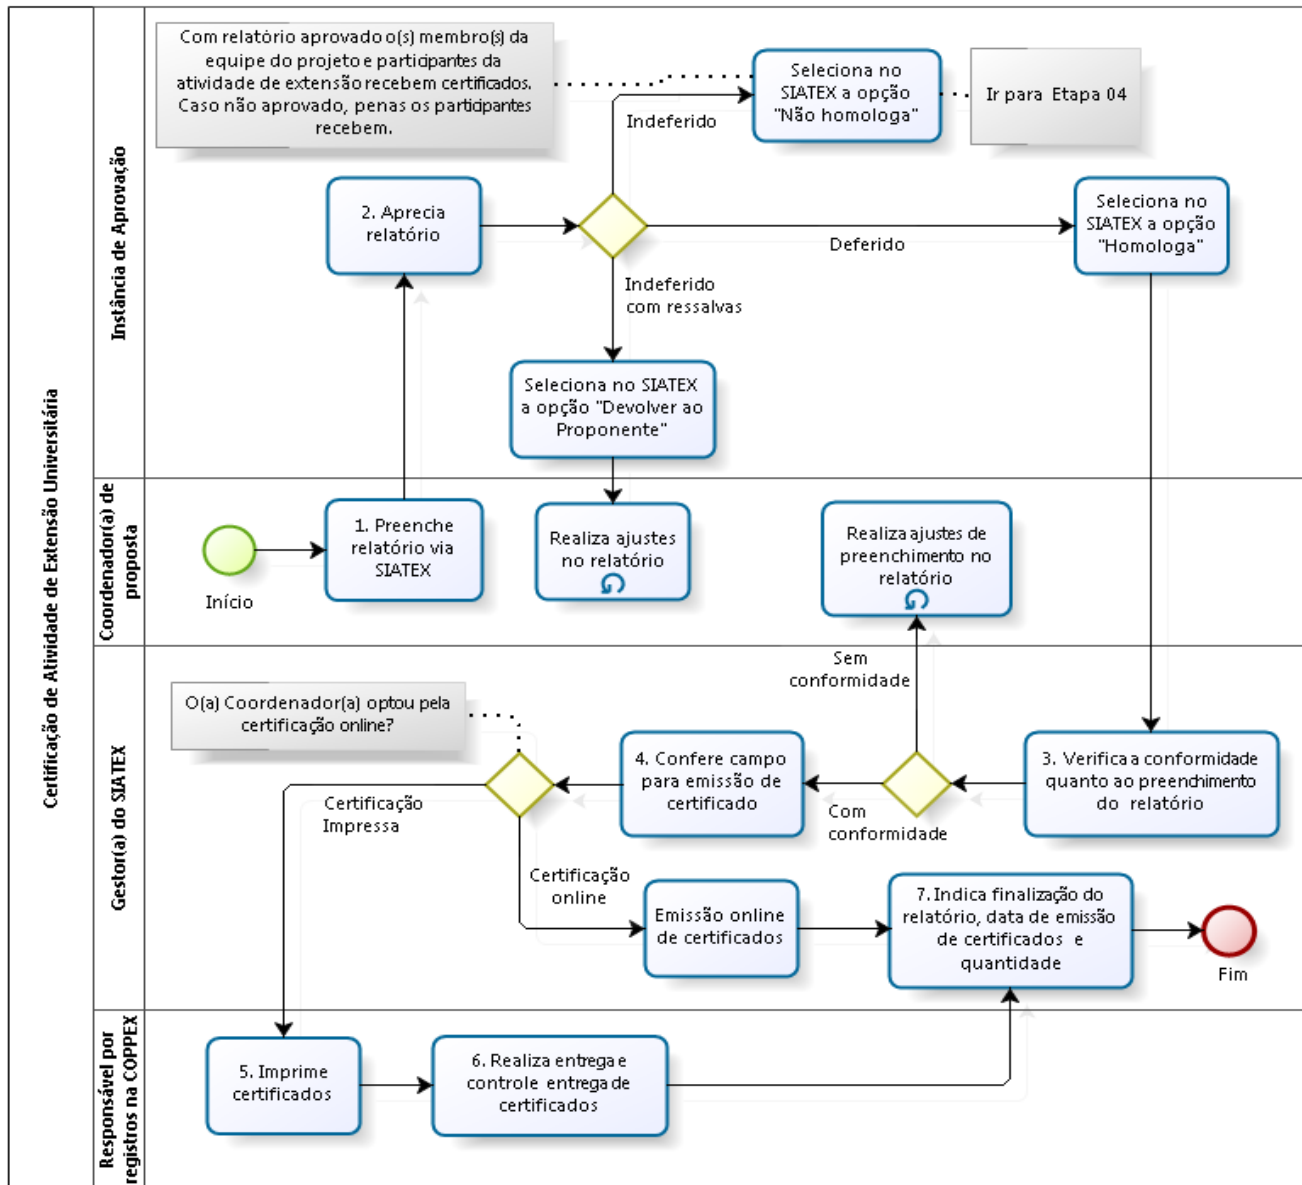 Certificação de Atividade de Extensão Universitária
Instância de Aprovação
Com relatório aprovado o(s) membro(s) da
equipe do projeto e participantes da
atividade de extensão recebem certificados.
Caso não aprovado, penas os participantes
recebem.
Seleciona no
SIATEX a opção
"Não homologa"
Ir para Etapa 04
Indeferido
2. Aprecia
relatório
Deferido
Seleciona no
SIATEX a opção
"Homologa"
Indeferido
com ressalvas
Seleciona no SIATEX
a opção "Devolver ao
Proponente"
Coordenador(a) de
proposta
Início
1. Preenche
relatório via
SIATEX
Realiza ajustes
no relatório
Realiza ajustes de
preenchimento no
relatório
Gestor(a) do SIATEX
Sem
conformidade
O(a) Coordenador(a) optou pela
certificação online?
4. Confere campo
para emissão de
certificado
3. Verifica a conformidade
quanto ao preenchimento
do relatório
Com
conformidade
Certificação
Impressa
Certificação
online
Emissão online
de certificados
7. Indica finalização do
relatório, data de emissão
de certificados e
quantidade
Fim
Responsável por
registros na COPPEX
5. Imprime
certificados
6. Realiza entrega e
controle entrega de
certificados